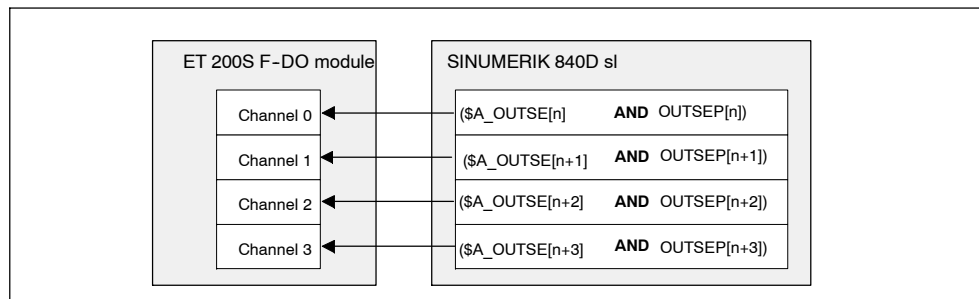 ET 200S F-DO module SINUMERIK 840D sl
Channel 0 ($A_OUTSE[n] AND OUTSEP[n])
Channel 1 ($A_OUTSE[n+1] AND OUTSEP[n+1])
Channel 2 ($A_OUTSE[n+2] AND OUTSEP[n+2])
Channel 3 ($A_OUTSE[n+3] AND OUTSEP[n+3])